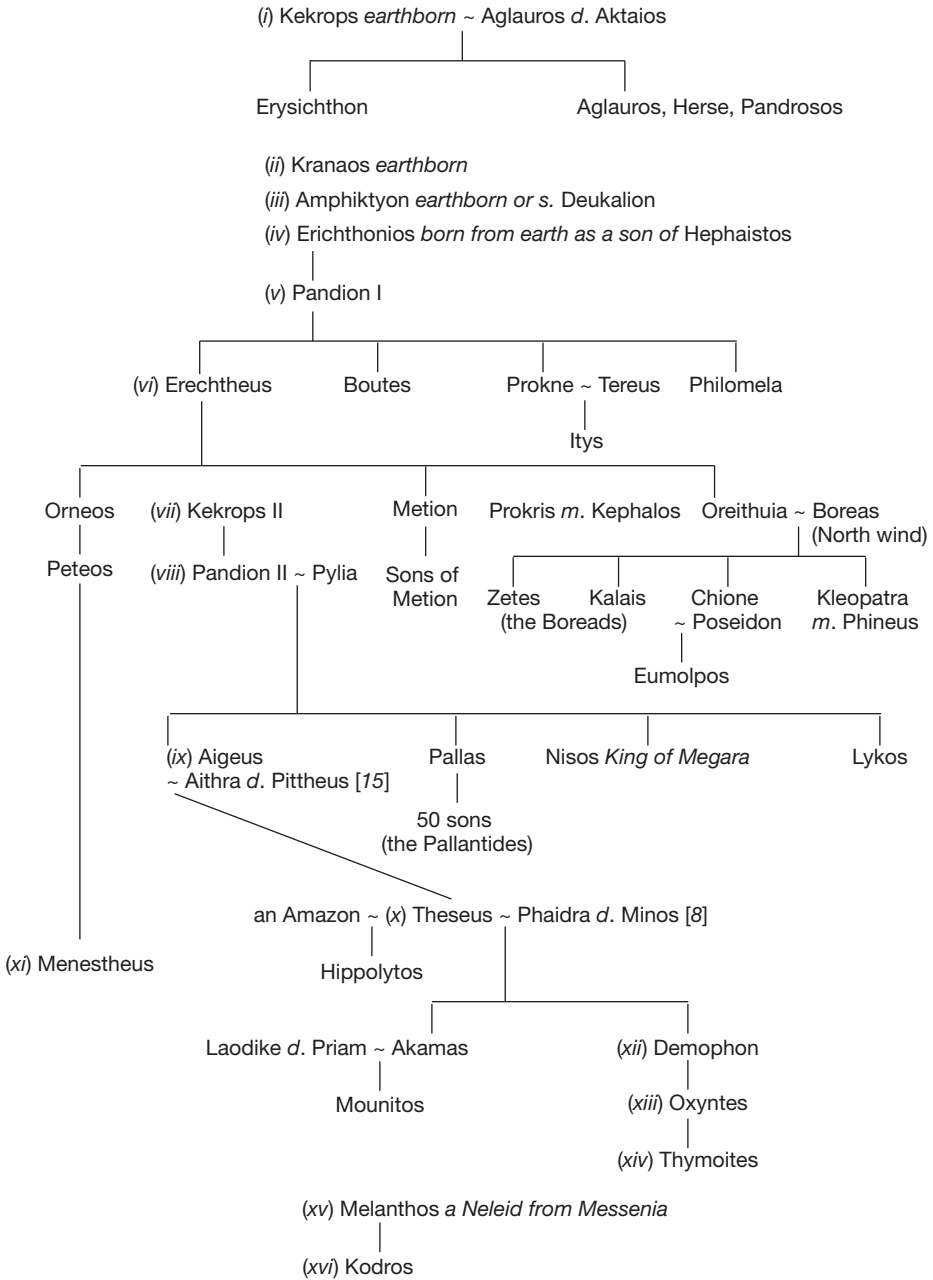 (i) Kekrops earthborn ~ Aglauros d. Aktaios
Erysichthon
Aglauros, Herse, Pandrosos
(ii) Kranaos earthborn
(iii) Amphiktyon earthborn or s. Deukalion
(iv) Erichthonios born from earth as a son of Hephaistos
(v) Pandion I
(vi) Erechtheus
Boutes
Prokne ~ Tereus
Philomela
Itys
Orneos
(vii) Kekrops II
Metion
Prokris m. Kephalos
Oreithuia ~ Boreas
(North wind)
Peteos
(viii) Pandion II ~ Pylia
Sons of
Metion
Zetes
Kalais
(the Boreads)
Chione
~ Poseidon
Kleopatra
m. Phineus
Eumolpos
(ix) Aigeus
~ Aithra d. Pittheus [15]
Pallas
Nisos King of Megara
Lykos
50 sons
(the Pallantides)
an Amazon ~ (x) Theseus ~ Phaidra d. Minos [8]
(xi) Menestheus
Hippolytos
Laodike d. Priam ~ Akamas
(xii) Demophon
Mounitos
(xiii) Oxyntes
(xiv) Thymoites
(xv) Melanthos a Neleid from Messenia
(xvi) Kodros